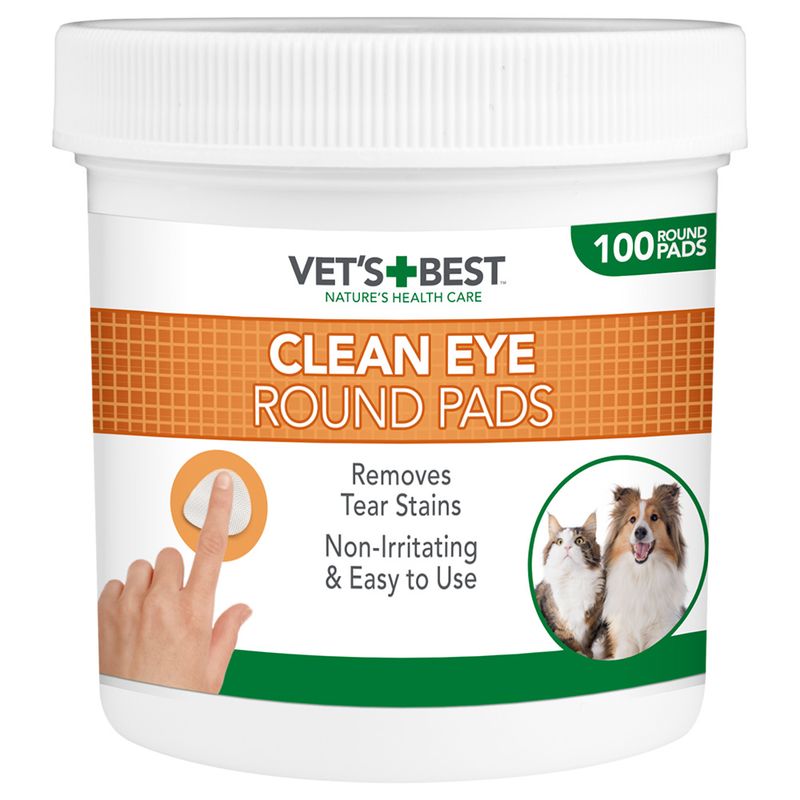 100 ROUND PADS
VET'S+BEST™
NATURE'S HEALTH CARE
CLEAN EYE
ROUND PADS
Removes
Tear Stains
Non-Irritating
& Easy to Use